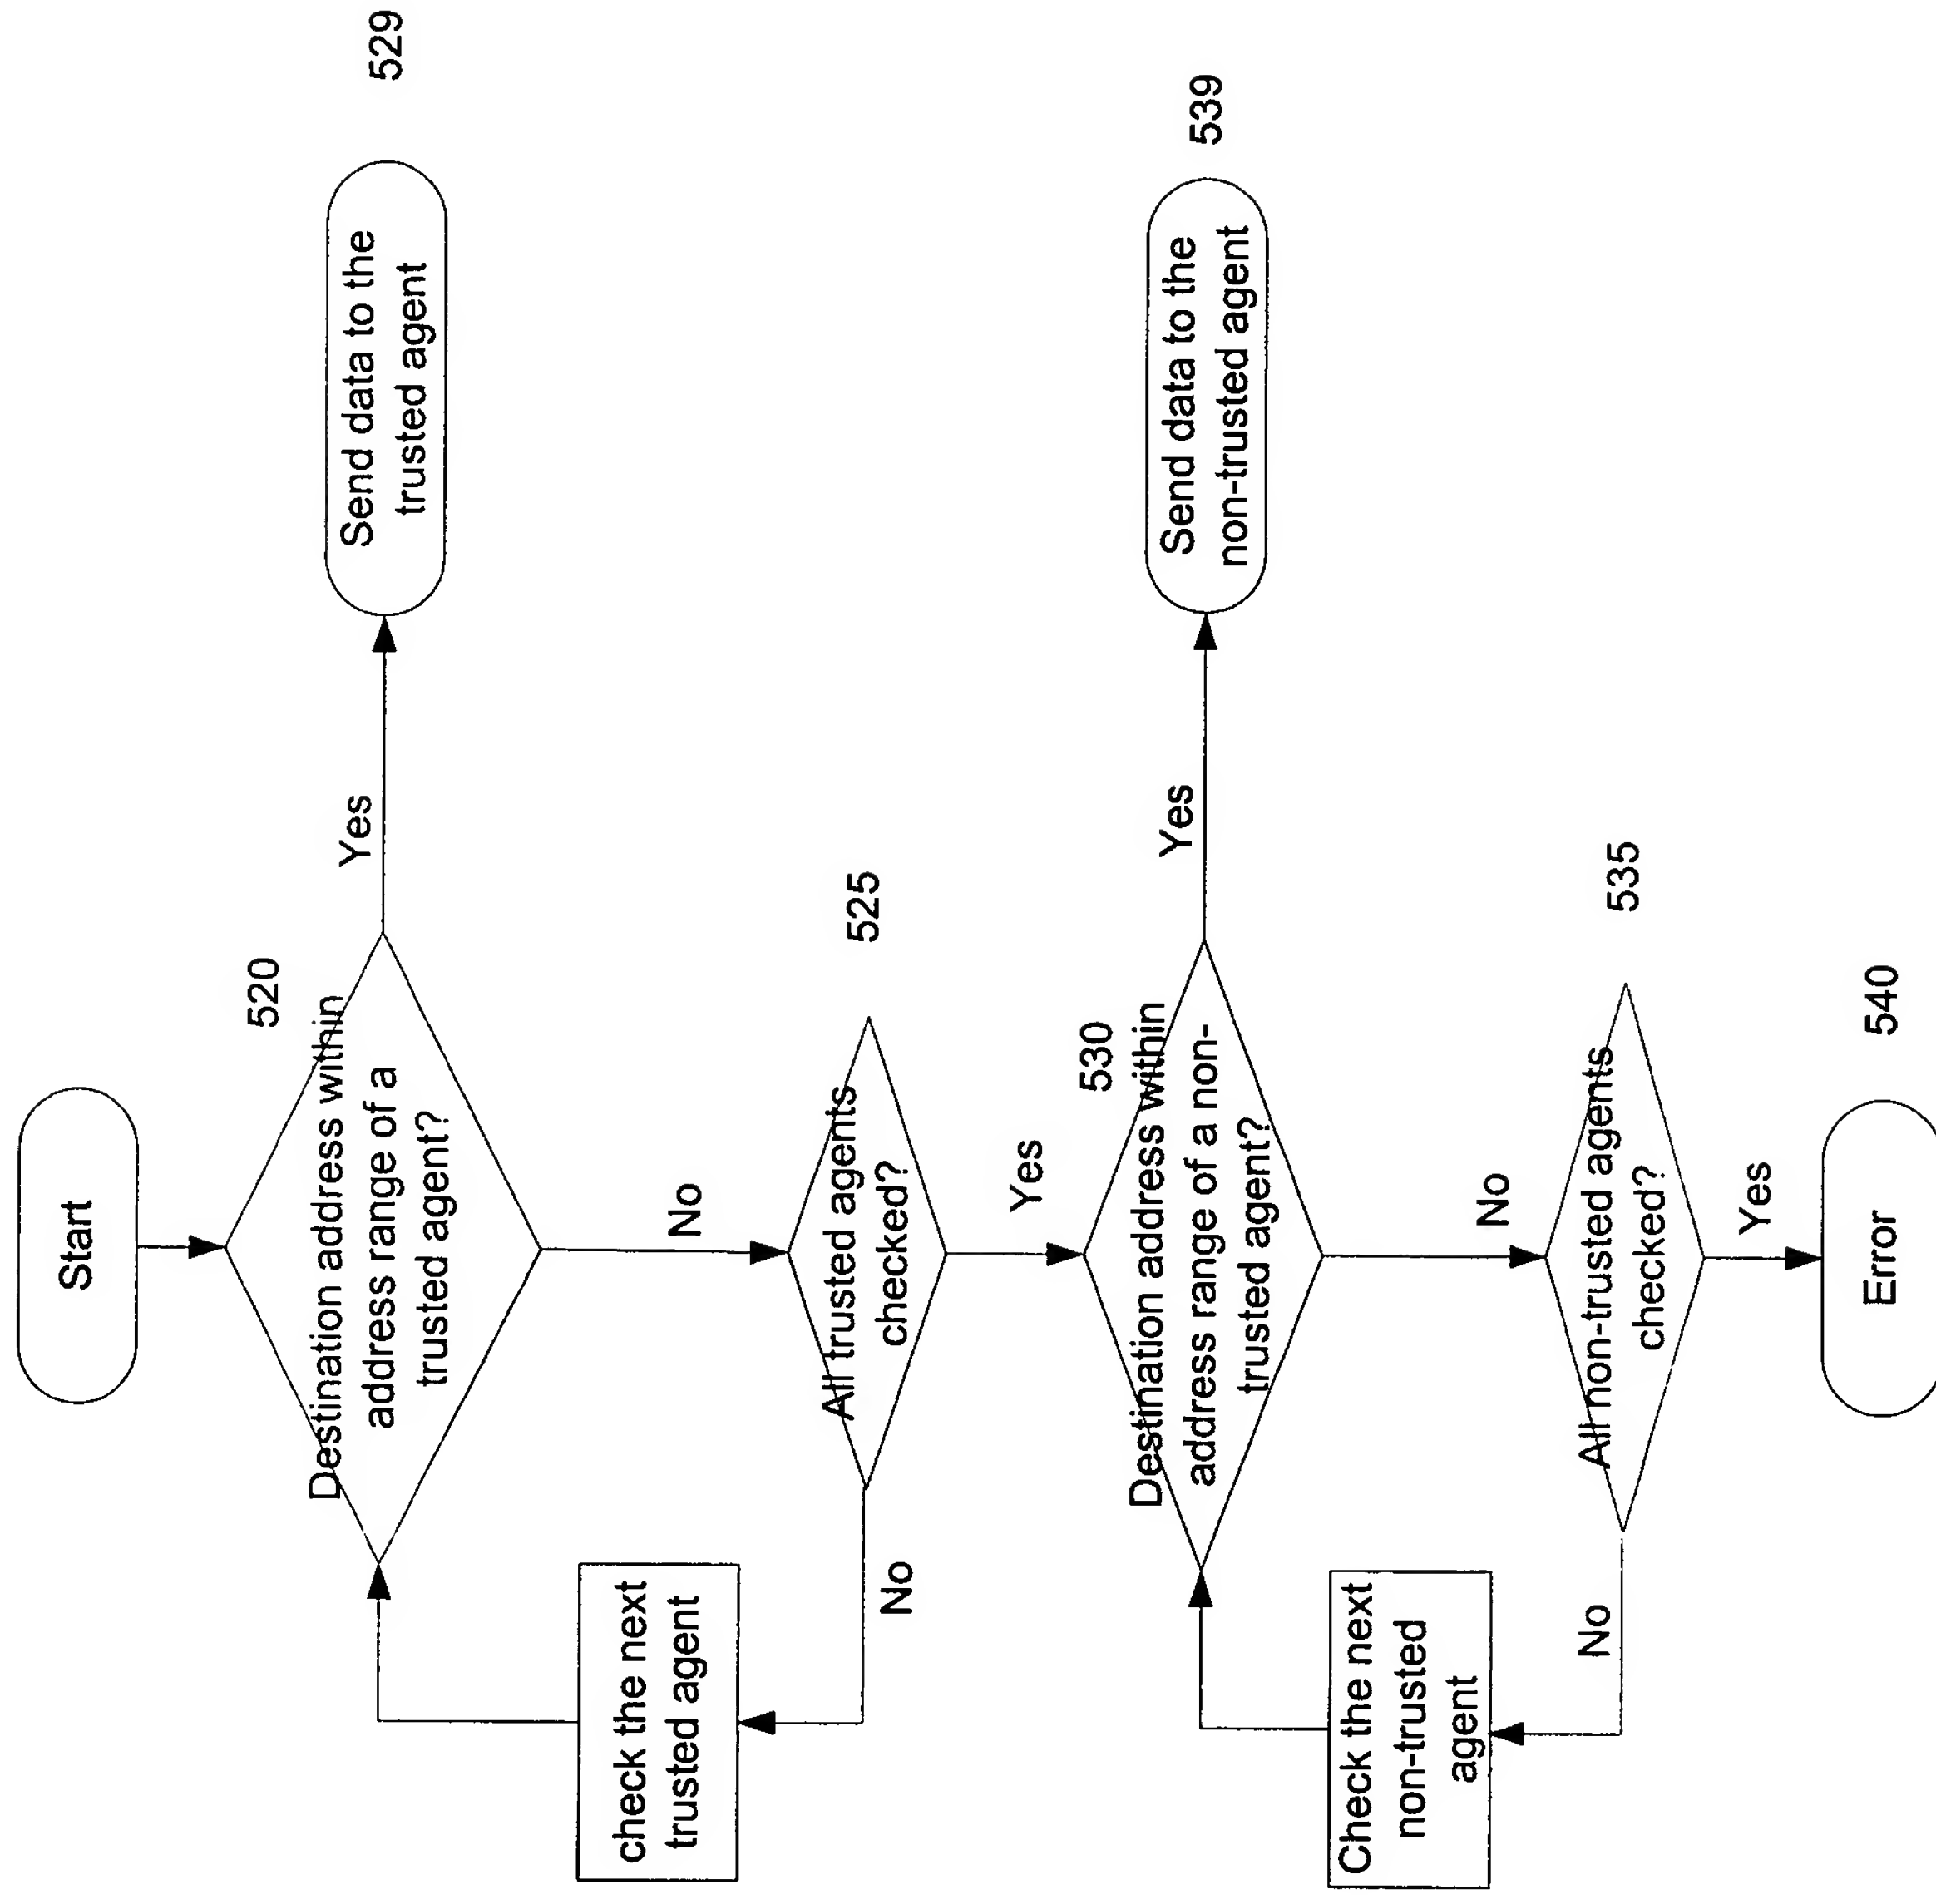 Start
520
Destination address within
address range of a
trusted agent?
Yes
Send data to the
trusted agent
529
No
check the next
trusted agent
All trusted agents
checked?
525
No
Yes
530
Destination address within
address range of a non-
trusted agent?
Yes
Send data to the
non-trusted agent
539
No
Check the next
non-trusted
agent
All non-trusted agents
checked?
535
No
Yes
Error
540